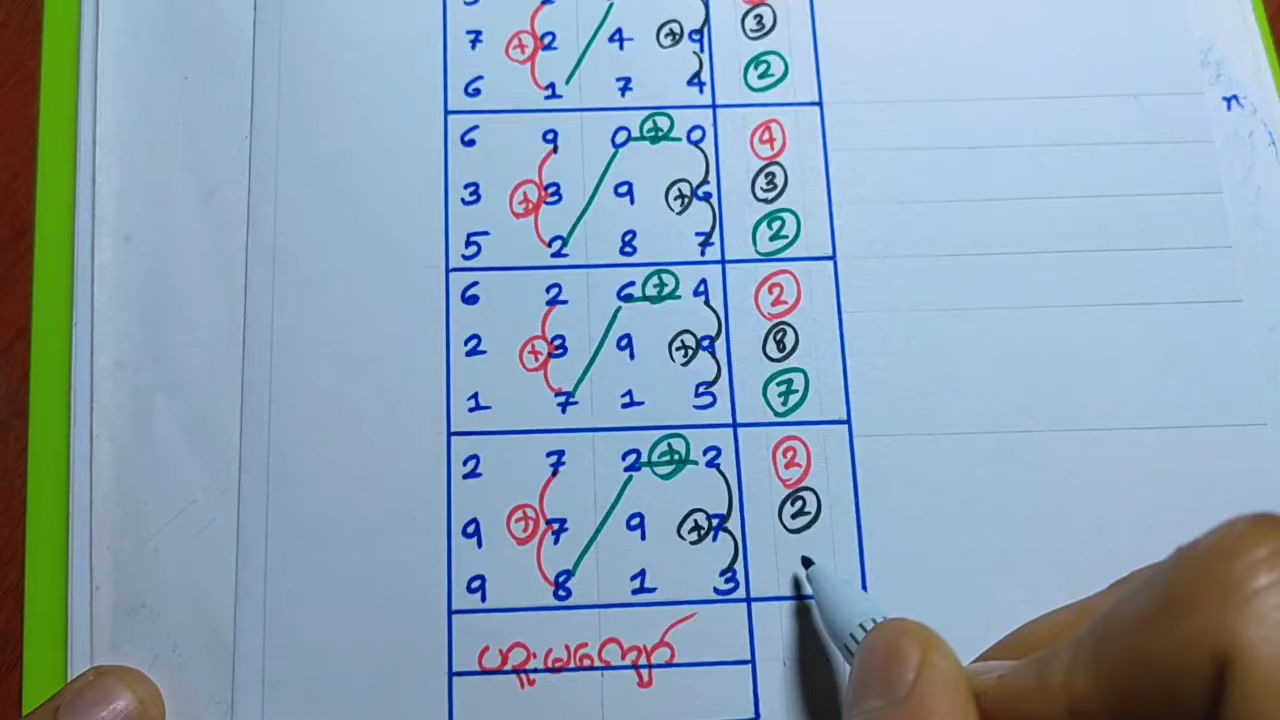 7 + 2 4 + 9 3
6 1 7 4 2
6 9 0 + 0 4
3 + 3 9 + 6 3
5 2 8 7 2
6 2 6 + 4 2
2 + 3 9 + 9 8
1 7 1 5 7
2 7 2 + 2 2
9 + 7 9 + 7 2
9 8 1 3